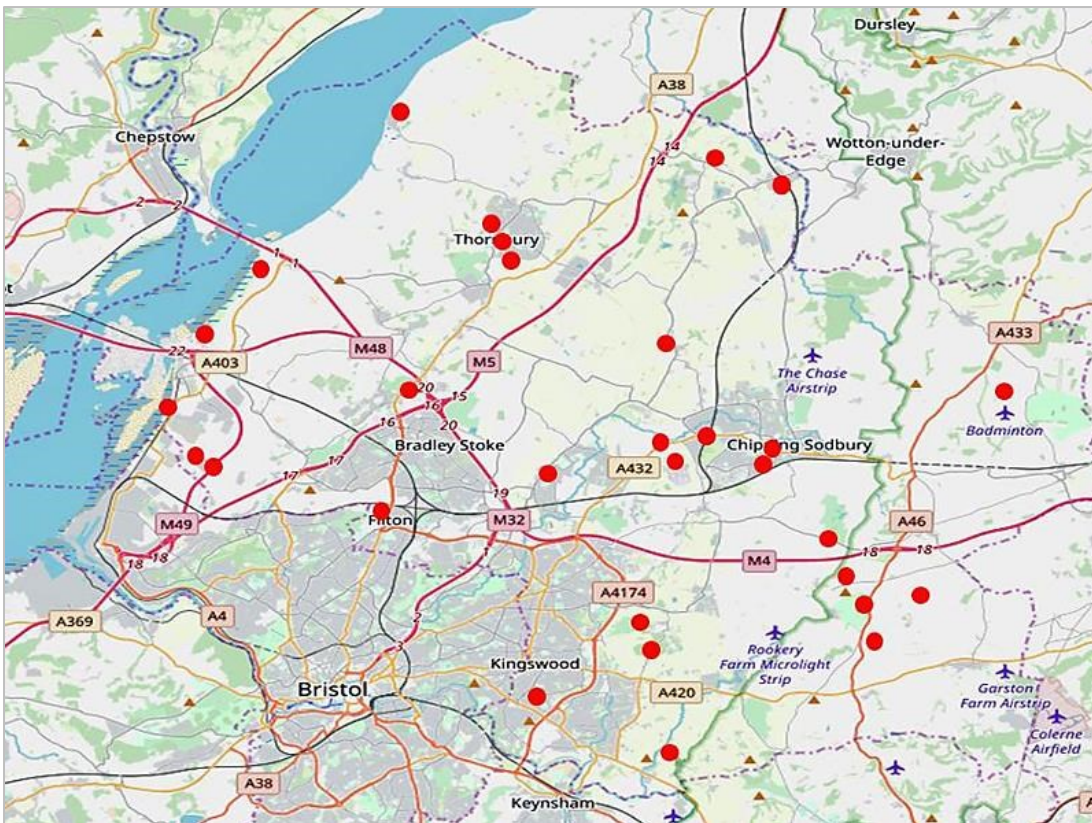 Dursley
A38
Chepstow
Wotton-under-
Edge
14
14
2
2
Thornbury
1
1
A433
M48
M5
22
A403
The Chase
Airstrip
20
15
16
16
20
Badminton
Bradley Stoke
Chipping Sodbury
17
17
A432
19
M49
Filton
M32
A46
18
18
18
18
M4
1
A4174
A369
A4
2
3
Rookery
Farm Microlight
Strip
Kingswood
Bristol
A420
Garston
Farm Airstrip
Colerne
Airfield
A38
Keynsham